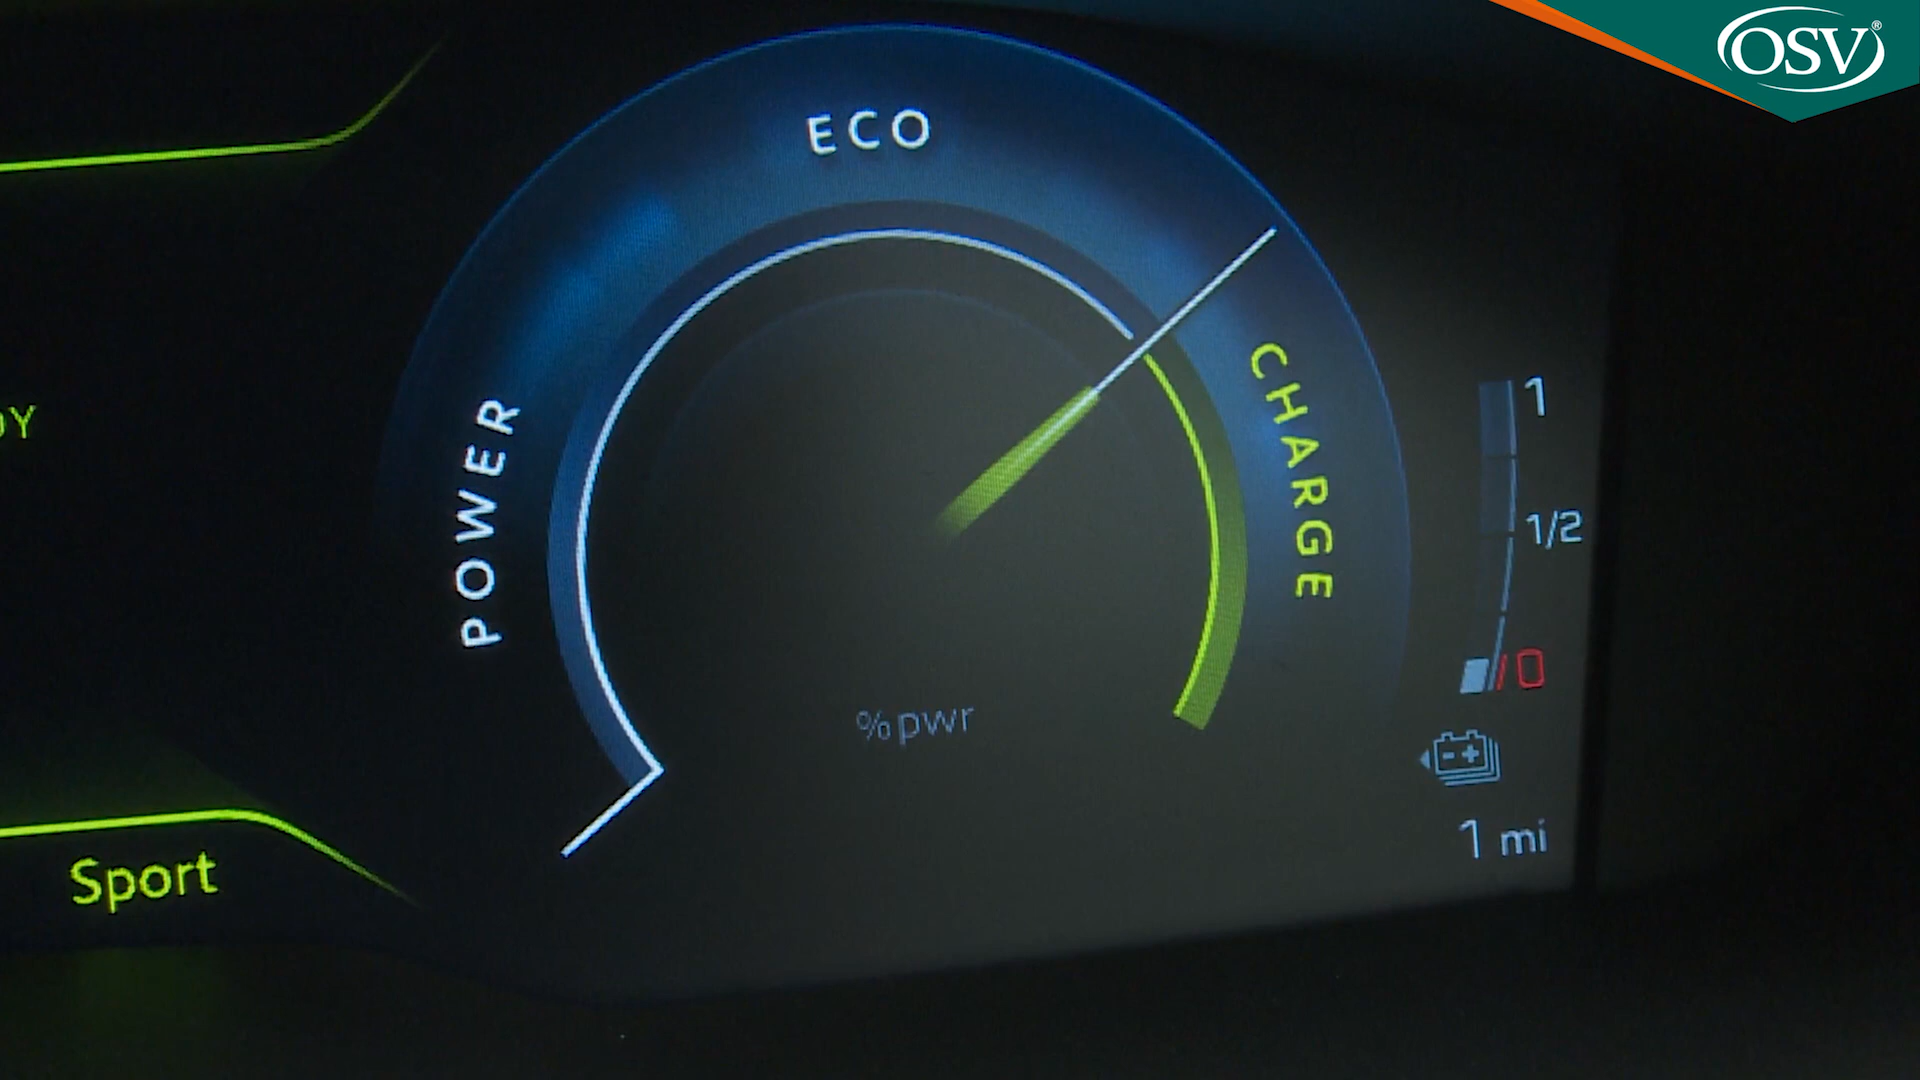 OSV®
ECO
POWER
CHARGE
1
1/2
0
%pwr
1 mi
Sport